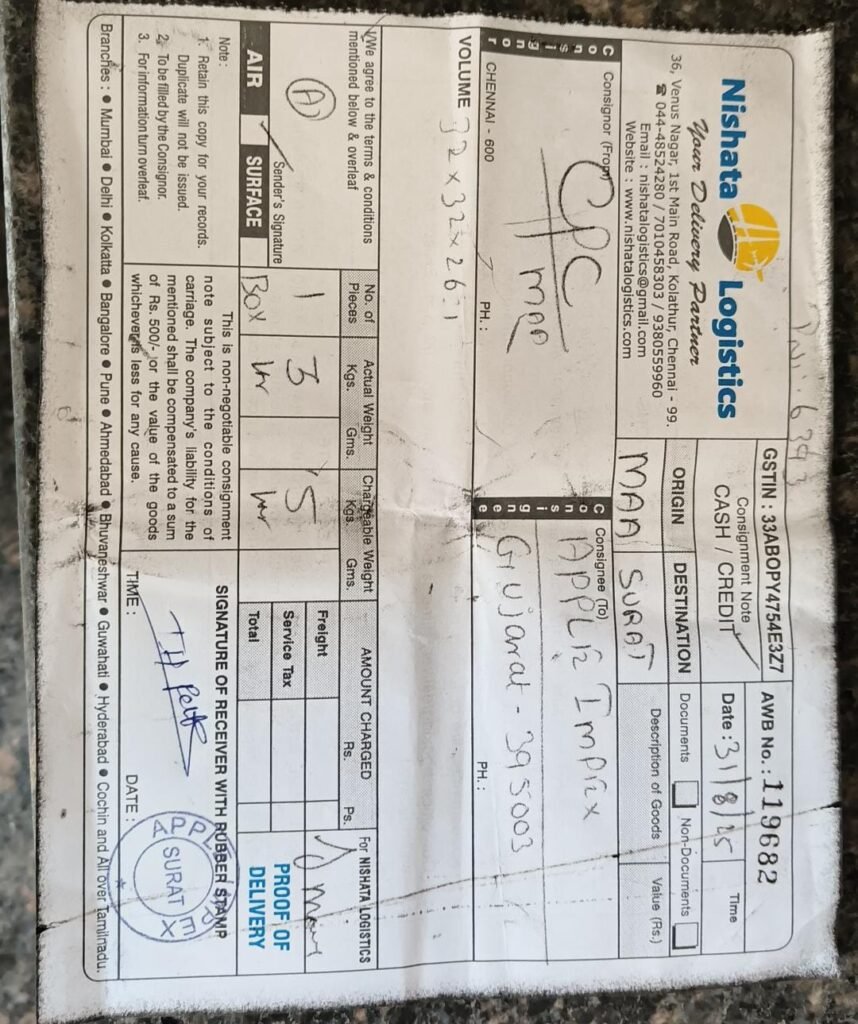 Nishata Logistics
Your Delivery Partner
36, Venus Nagar, 1st Main Road, Kolathur, Chennai - 99.
☎ 044-48524280 / 7010458303 / 9380559960
Email : nishatalogistics@gmail.com
Website : www.nishatalogistics.com
GSTIN : 33ABOPY4754E3Z7
Consignment Note
CASH / CREDIT
AWB No. : 119682
Date : 31/8/25
Time
ORIGIN
DESTINATION
MAA
SURAT
Documents
Non-Documents
Description of Goods
Value (Rs.)
Consignor
Consignor (From)
CPC
MAA
CHENNAI - 600
PH. :
Consignee
Consignee (To)
Gujarat - 395003
PH. :
VOLUME
32 x 32 x 26 - 1
I/We agree to the terms & conditions
mentioned below & overleaf
Sender's Signature
AIR
SURFACE
No. of
Pieces
Actual Weight
Kgs. Gms.
Chargeable Weight
Kgs. Gms.
1
Box
3
5
AMOUNT CHARGED
Rs. Ps.
Freight
Service Tax
Total
For NISHATA LOGISTICS
PROOF OF
DELIVERY
Note :
1. Retain this copy for your records.
Duplicate will not be issued.
2. To be filled by the Consignor.
3. For information turn overleaf.
This is non-negotiable consignment
note subject to the conditions of
carriage. The company's liability for the
mentioned shall be compensated to a sum
of Rs. 500/- or the value of the goods
whichever is less for any cause.
SIGNATURE OF RECEIVER WITH RUBBER STAMP
SURAT
TIME :
DATE :
Branches : ● Mumbai ● Delhi ● Kolkatta ● Bangalore ● Pune ● Ahmedabad ● Bhuvaneshwar ● Guwahati ● Hyderabad ● Cochin and All over Tamilnadu.